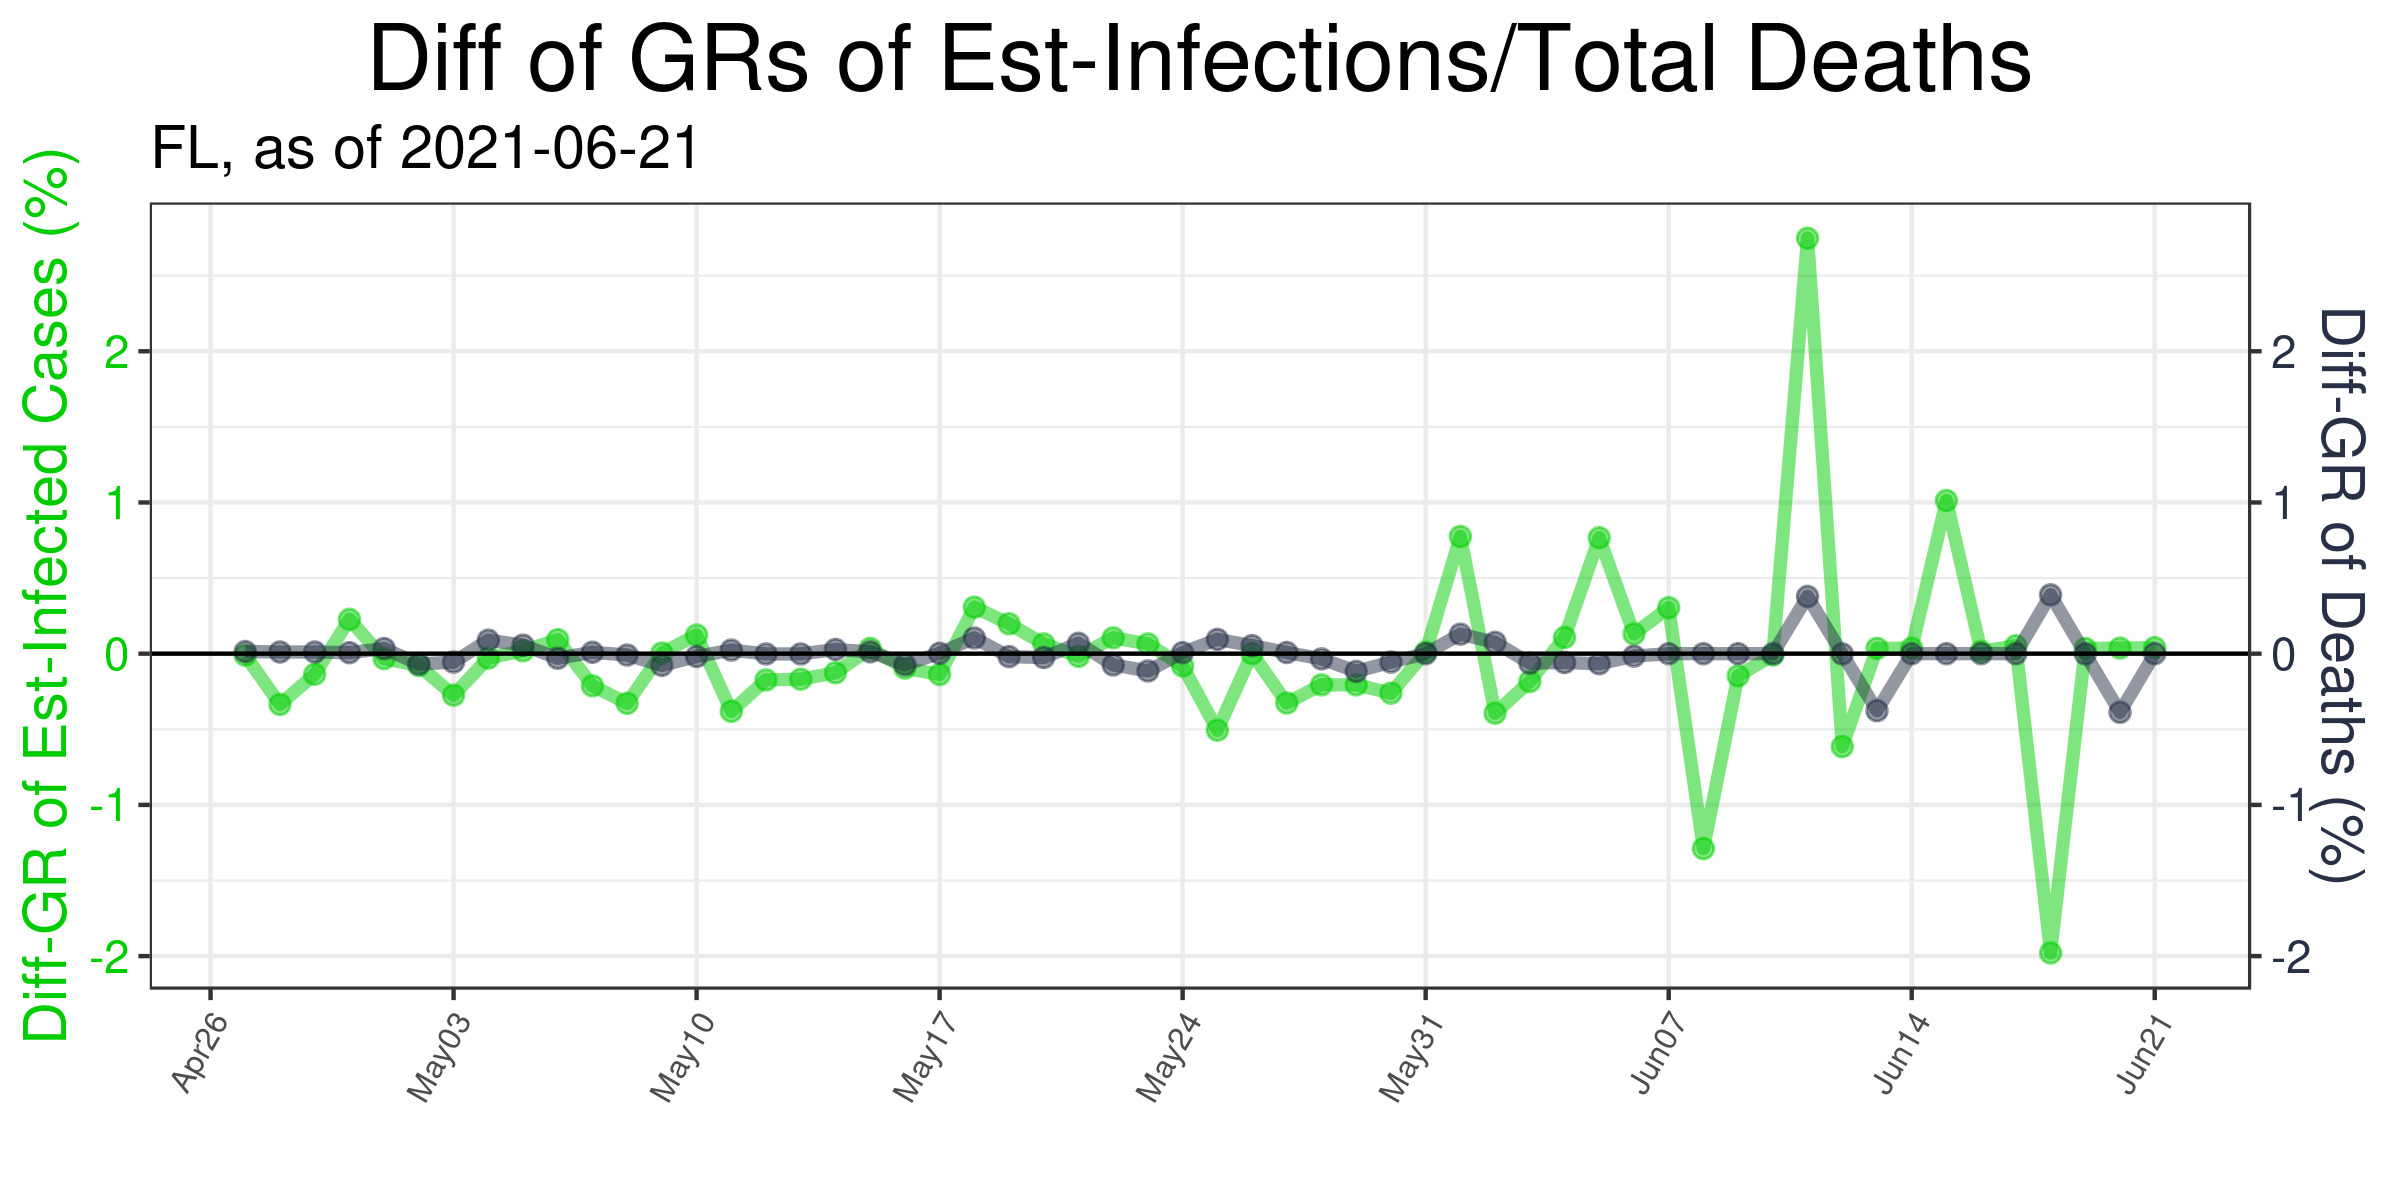 Diff of GRs of Est-Infections/Total Deaths
FL, as of 2021-06-21
Diff-GR of Est-Infected Cases (%)
2
1
0
-1
-2
2
1
0
-1
-2
Diff-GR of Deaths (%)
Apr26
May03
May10
May17
May24
May31
Jun07
Jun14
Jun21